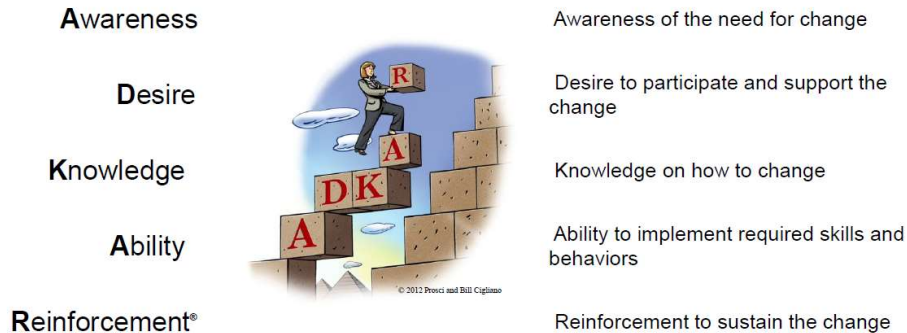 Awareness
Awareness of the need for change
Desire
Desire to participate and support the
change
Knowledge
Knowledge on how to change
Ability
Ability to implement required skills and
behaviors
Reinforcement®
Reinforcement to sustain the change
R
A
D K
A
© 2012 Prosci and Bill Cigliano